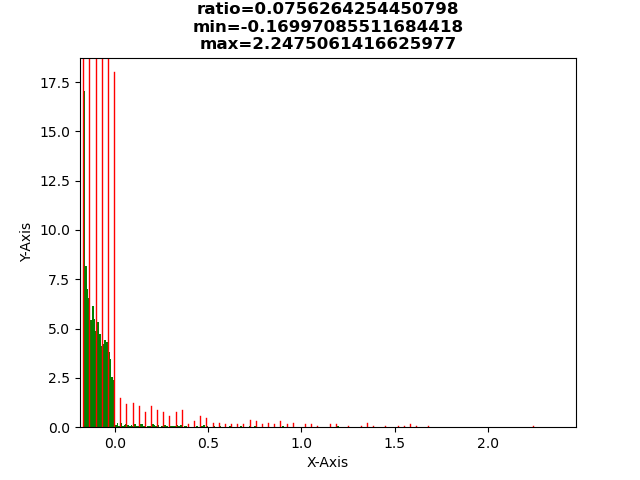 ratio=0.0756264254450798
min=-0.16997085511684418
max=2.2475061416625977
17.5
15.0
12.5
10.0
7.5
5.0
2.5
0.0
Y-Axis
0.0 0.5 1.0 1.5 2.0
X-Axis